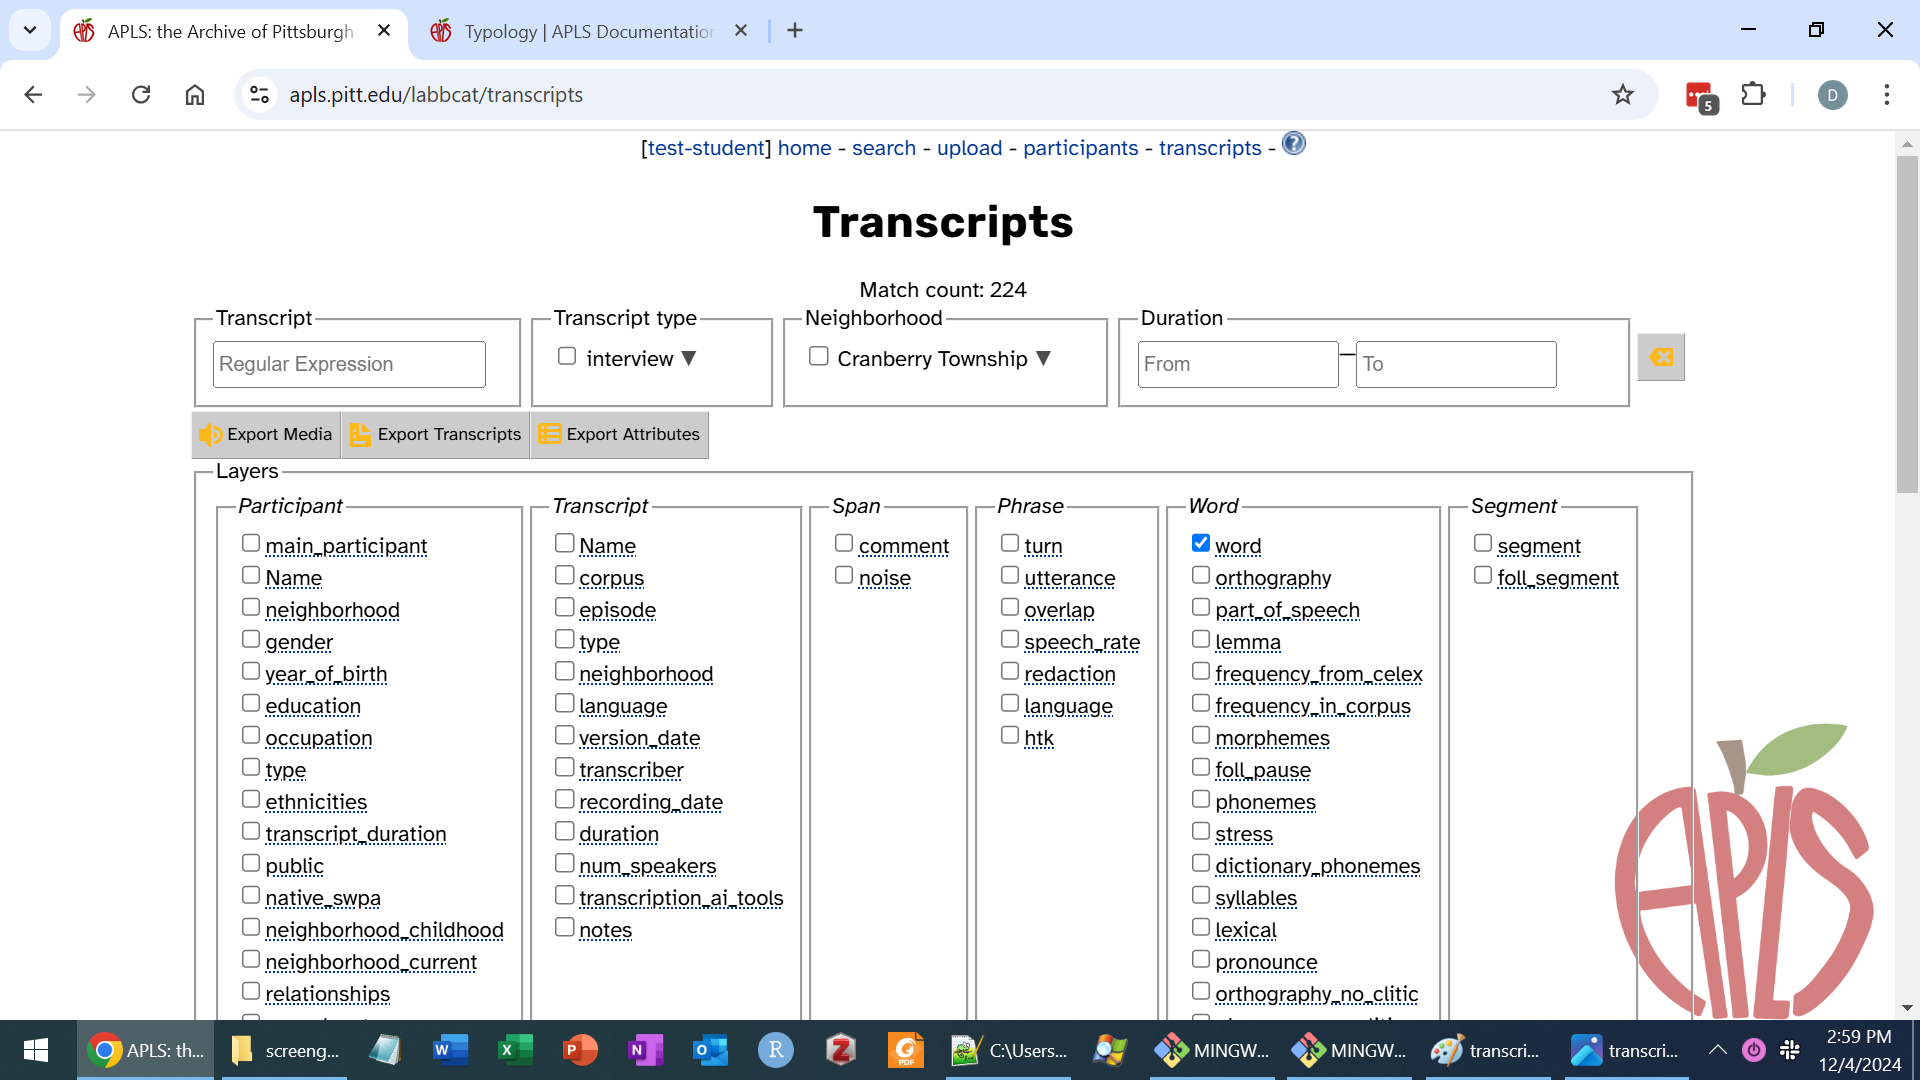 APLS: the Archive of Pittsburgh
Typology | APLS Documentation
apls.pitt.edu/labbcat/transcripts
5
D
[test-student] home - search - upload - participants - transcripts - ?
Transcripts
Match count: 224
Transcript
Regular Expression
Transcript type
interview ▼
Neighborhood
Cranberry Township ▼
Duration
From – To
Export Media
Export Transcripts
Export Attributes
Layers
Participant
main_participant
Name
neighborhood
gender
year_of_birth
education
occupation
type
ethnicities
transcript_duration
public
native_swpa
neighborhood_childhood
neighborhood_current
relationships
Transcript
Name
corpus
episode
type
neighborhood
language
version_date
transcriber
recording_date
duration
num_speakers
transcription_ai_tools
notes
Span
comment
noise
Phrase
turn
utterance
overlap
speech_rate
redaction
language
htk
Word
word
orthography
part_of_speech
lemma
frequency_from_celex
frequency_in_corpus
morphemes
foll_pause
phonemes
stress
dictionary_phonemes
syllables
lexical
pronounce
orthography_no_clitic
Segment
segment
foll_segment
APLS
APLS: th...
screeng...
C:\Users...
MINGW...
MINGW...
transcri...
transcri...
2:59 PM
12/4/2024